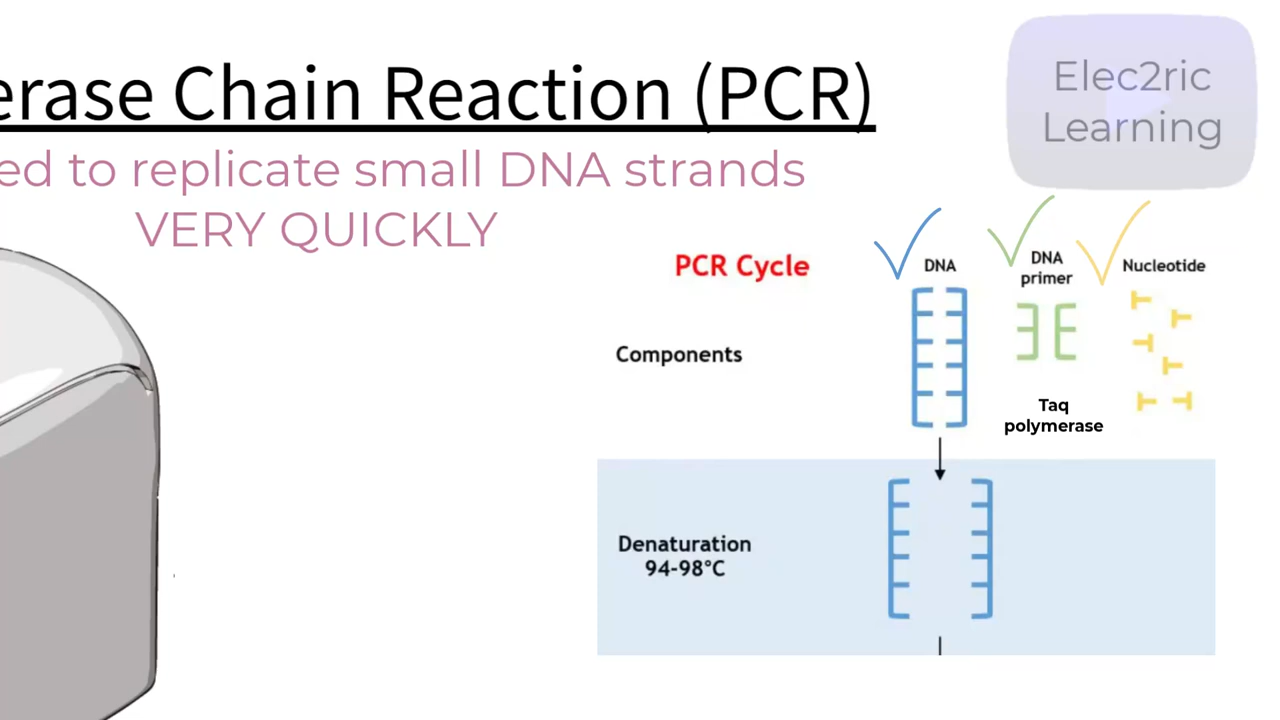 erase Chain Reaction (PCR)
ed to replicate small DNA strands
VERY QUICKLY
Elec2ric
Learning
PCR Cycle
DNA
DNA
primer
Nucleotide
Components
Taq
polymerase
Denaturation
94-98°C